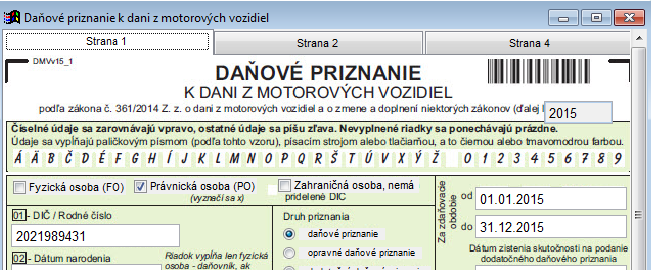 Daňové priznanie k dani z motorových vozidiel
Strana 1
Strana 2
Strana 4
DMVv15_1
DAŇOVÉ PRIZNANIE
K DANI Z MOTOROVÝCH VOZIDIEL
podľa zákona č. 361/2014 Z. z. o dani z motorových vozidiel a o zmene a doplnení niektorých zákonov (ďalej
2015
Číselné údaje sa zarovnávajú vpravo, ostatné údaje sa píšu zľava. Nevyplnené riadky sa ponechávajú prázdne.
Údaje sa vypĺňajú paličkovým písmom (podľa tohto vzoru), písacím strojom alebo tlačiarňou, a to čiernou alebo tmavomodrou farbou.
Á Ä B Č D É F G H Í J K L M N O P Q R Š T Ú V X Ý Ž 0 1 2 3 4 5 6 7 8 9
Fyzická osoba (FO)
Právnická osoba (PO)
(vyznačí sa x)
Zahraničná osoba, nemá
pridelené DIČ
Za zdaňovacie
obdobie
od
01.01.2015
do
31.12.2015
01 - DIČ / Rodné číslo
2021989431
Druh priznania
daňové priznanie
opravné daňové priznanie
Dátum zistenia skutočnosti na podanie
dodatočného daňového priznania
02 - Dátum narodenia
Riadok vypĺňa len fyzická
osoba - daňovník, ak